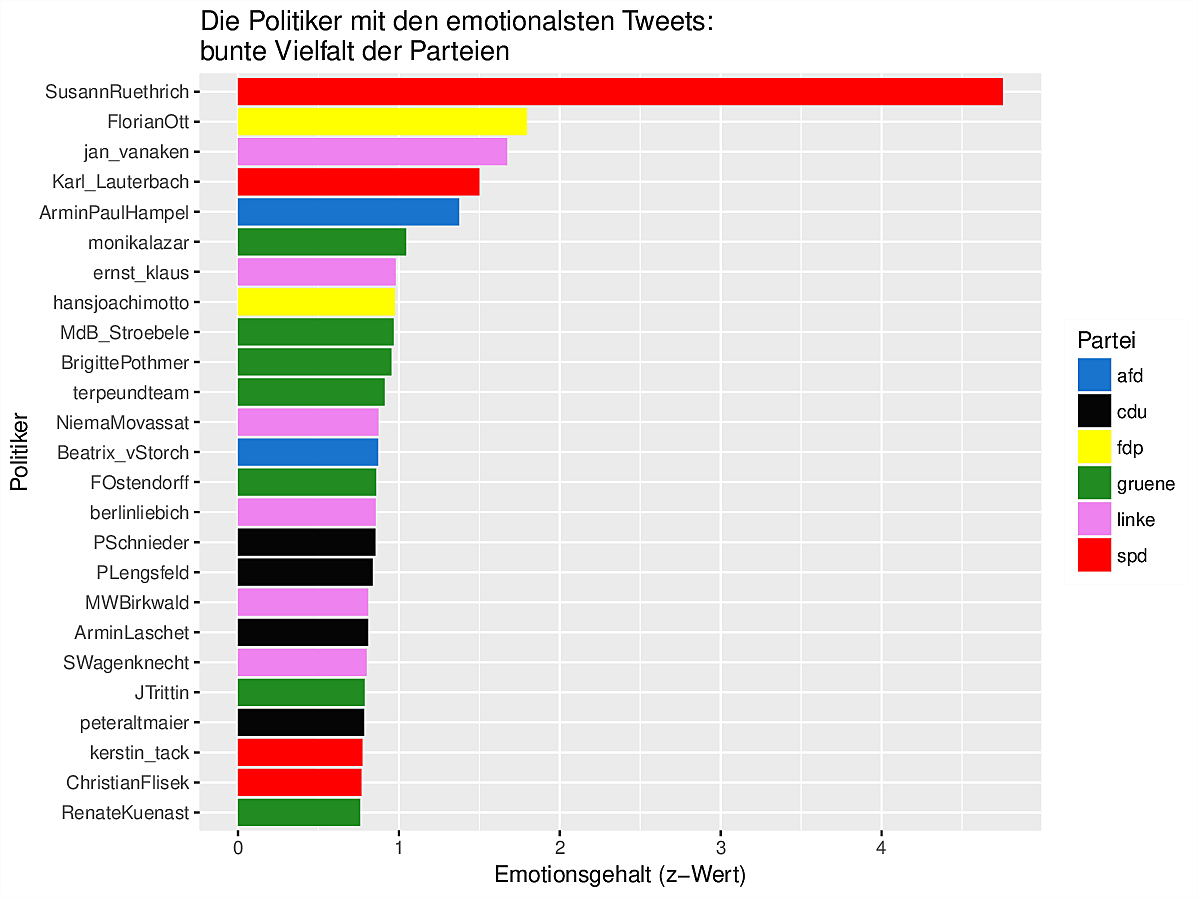 Die Politiker mit den emotionalsten Tweets:
bunte Vielfalt der Parteien
SusannRuethrich
FlorianOtt
jan_vanaken
Karl_Lauterbach
ArminPaulHampel
monikalazar
ernst_klaus
hansjoachimotto
MdB_Stroebele
BrigittePothmer
terpeundteam
NiemaMovassat
Beatrix_vStorch
FOstendorff
berlinliebich
PSchnieder
PLengsfeld
MWBirkwald
ArminLaschet
SWagenknecht
JTrittin
peteraltmaier
kerstin_tack
ChristianFlisek
RenateKuenast
Politiker
0 1 2 3 4
Emotionsgehalt (z−Wert)
Partei
afd
cdu
fdp
gruene
linke
spd